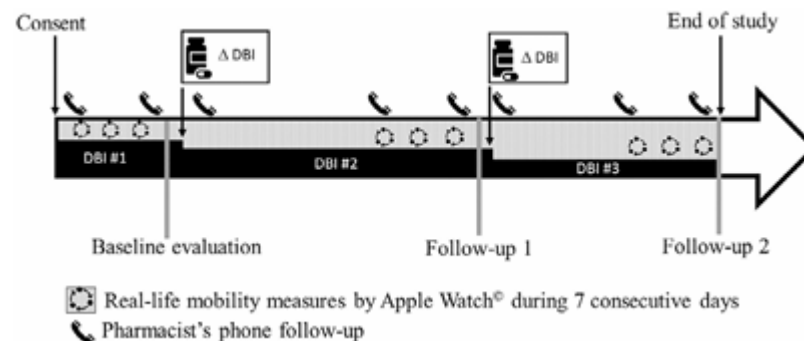 Consent
End of study
Δ DBI
Δ DBI
DBI #1
DBI #2
DBI #3
Baseline evaluation
Follow-up 1
Follow-up 2
Real-life mobility measures by Apple Watch© during 7 consecutive days
Pharmacist's phone follow-up